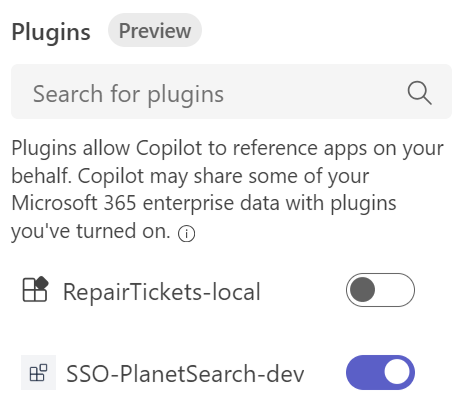 Plugins Preview
Search for plugins
Plugins allow Copilot to reference apps on your
behalf. Copilot may share some of your
Microsoft 365 enterprise data with plugins
you've turned on.
RepairTickets-local
SSO-PlanetSearch-dev